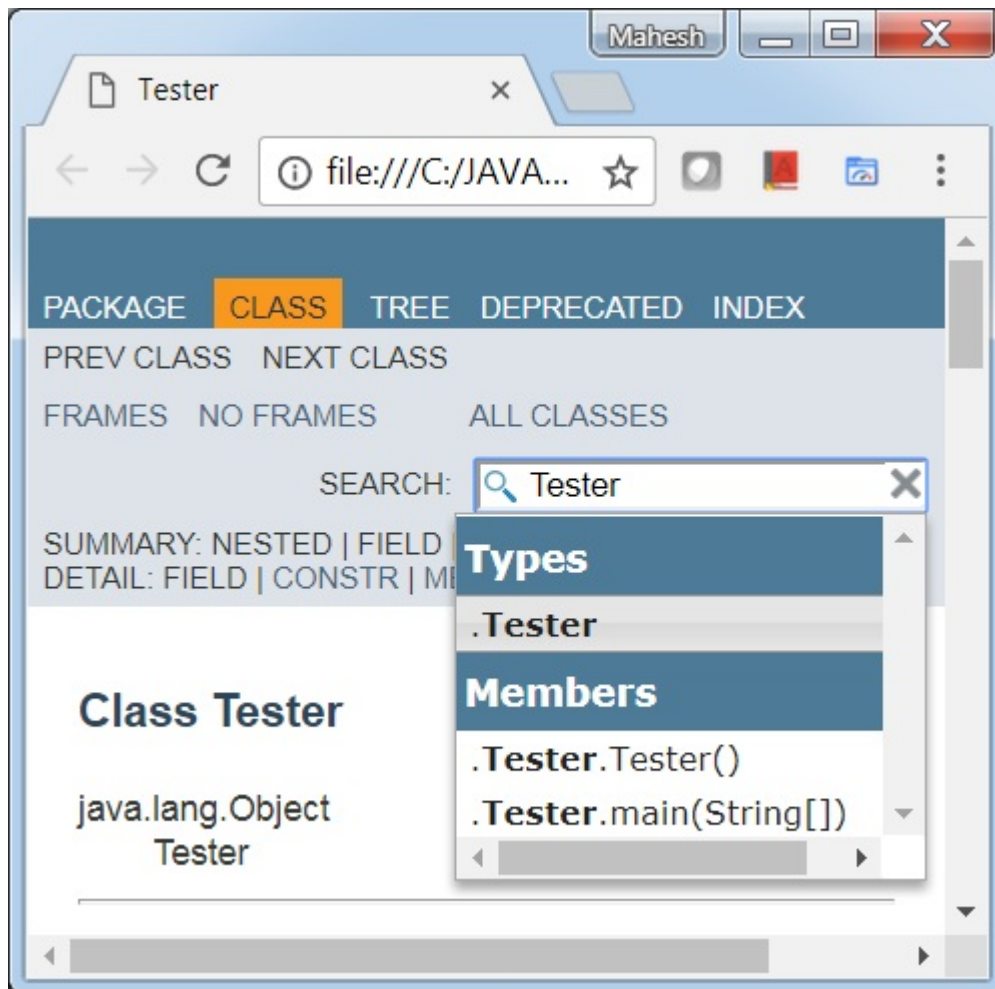 Mahesh
Tester
file:///C:/JAVA...
PACKAGE CLASS TREE DEPRECATED INDEX
PREV CLASS NEXT CLASS
FRAMES NO FRAMES ALL CLASSES
SEARCH: Tester
SUMMARY: NESTED | FIELD
DETAIL: FIELD | CONSTR |
Types
.Tester
Members
.Tester.Tester()
.Tester.main(String[])
Class Tester
java.lang.Object
Tester